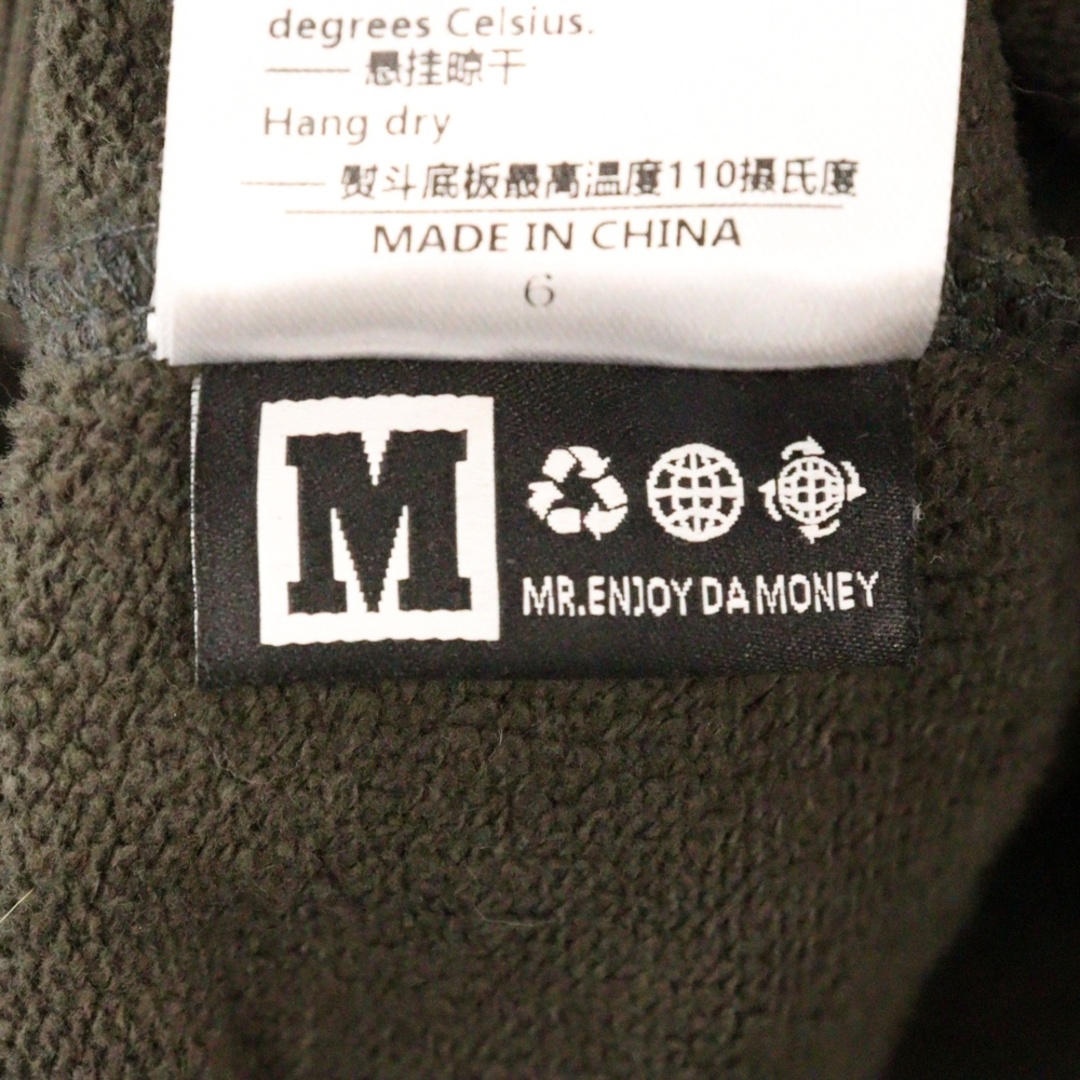 degrees Celsius.
—— 悬挂晾干
Hang dry
—— 熨斗底板最高温度110攝氏度
MADE IN CHINA
6
M
MR.ENJOY DA MONEY